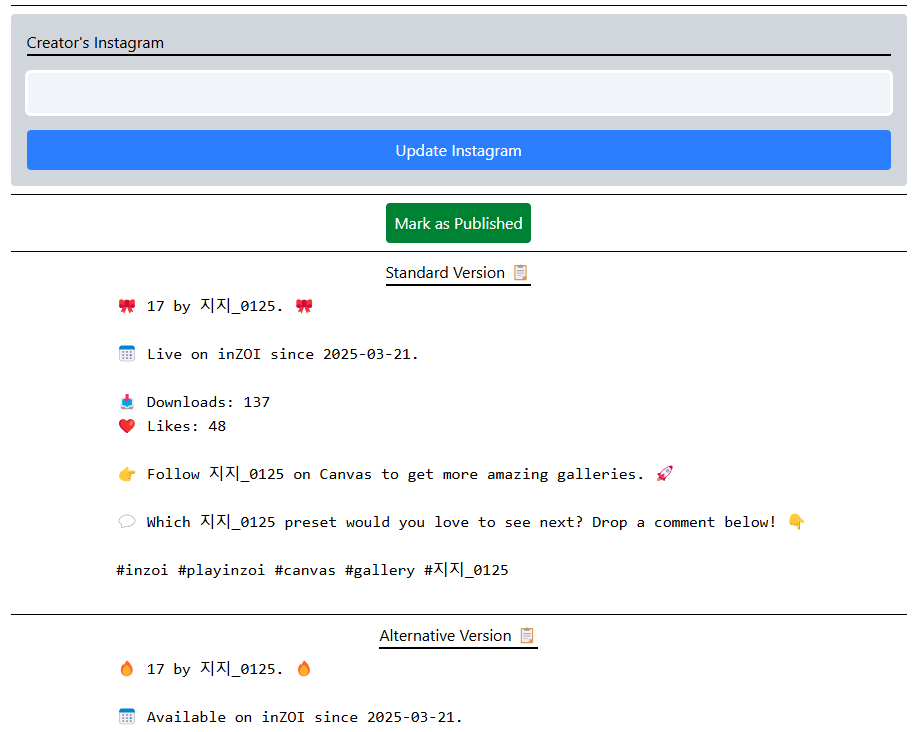 Creator's Instagram
Update Instagram
Mark as Published
Standard Version 📋
🎀 17 by 지지_0125. 🎀
📅 Live on inZOI since 2025-03-21.
📥 Downloads: 137
❤️ Likes: 48
👉 Follow 지지_0125 on Canvas to get more amazing galleries. 🚀
💬 Which 지지_0125 preset would you love to see next? Drop a comment below! 👇
#inzoi #playinzoi #canvas #gallery #지지_0125
Alternative Version 📋
🔥 17 by 지지_0125. 🔥
📅 Available on inZOI since 2025-03-21.